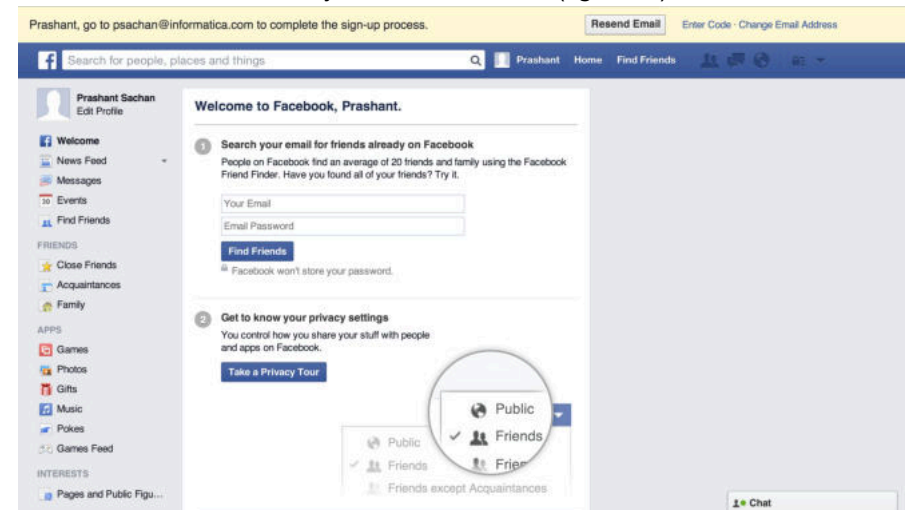 Prashant, go to psachan@informatica.com to complete the sign-up process. Resend Email Enter Code · Change Email Address
f Search for people, places and things Prashant Home Find Friends
Prashant Sachan
Edit Profile
Welcome
News Feed
Messages
30 Events
Find Friends
FRIENDS
Close Friends
Acquaintances
Family
APPS
Games
Photos
Gifts
Music
Pokes
Games Feed
INTERESTS
Pages and Public Figu...
Welcome to Facebook, Prashant.
1 Search your email for friends already on Facebook
People on Facebook find an average of 20 friends and family using the Facebook
Friend Finder. Have you found all of your friends? Try it.
Your Email
Email Password
Find Friends
Facebook won't store your password.
2 Get to know your privacy settings
You control how you share your stuff with people
and apps on Facebook.
Take a Privacy Tour
Public
Friends
Public
Friends
Friends except Acquaintances
Chat